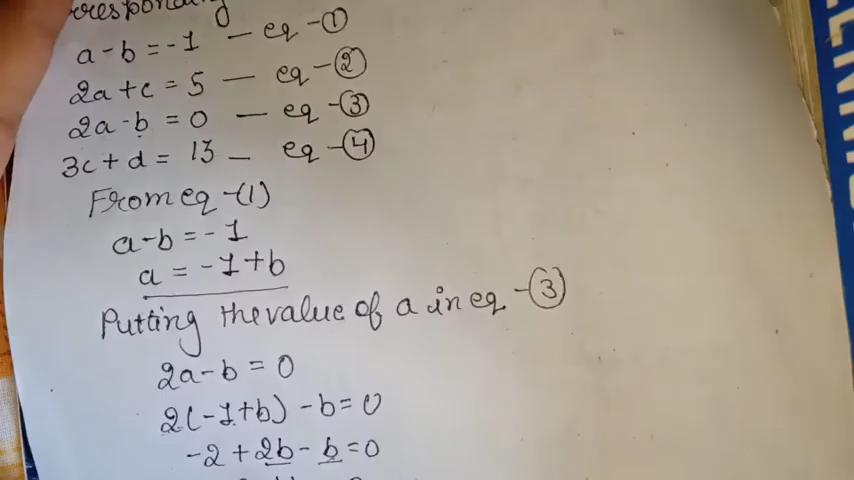 a-b = -1 — eq -①
2a+c = 5 — eq -②
2a-b = 0 — eq -③
3c+d = 13 — eq -④
From eq -(1)
a-b = -1
a = -1+b
Putting the value of a in eq -③
2a-b = 0
2(-1+b) -b = 0
-2 + 2b - b = 0